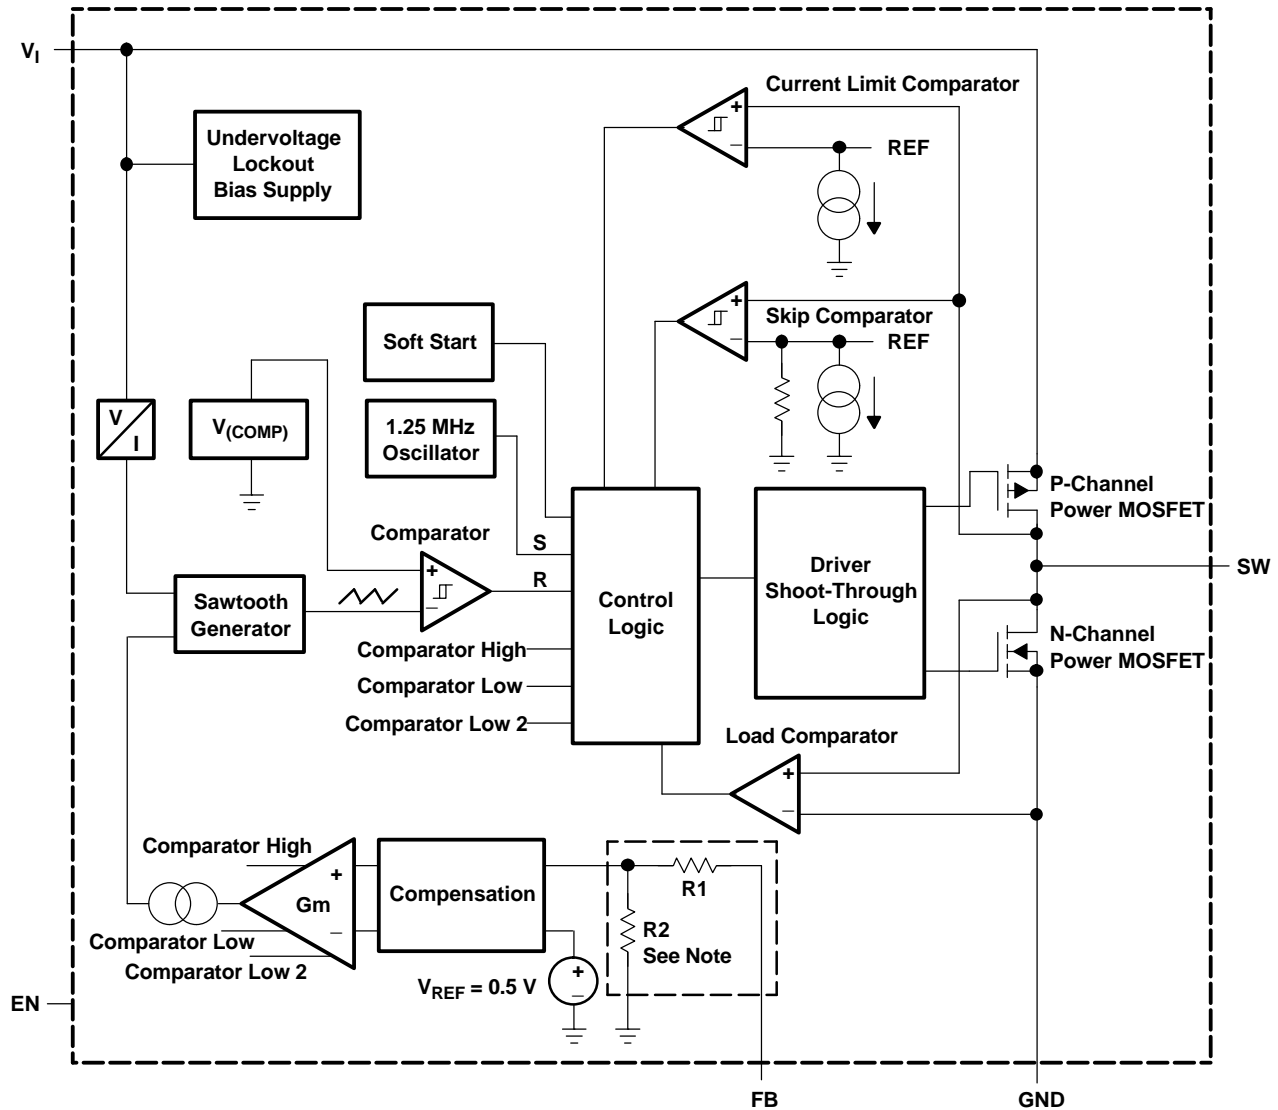 V_I
Undervoltage
Lockout
Bias Supply
Current Limit Comparator
+
−
REF
Soft Start
Skip Comparator
+
−
REF
V
I
V(COMP)
1.25 MHz
Oscillator
P-Channel
Power MOSFET
Comparator
S
R
+
−
Sawtooth
Generator
Control
Logic
Driver
Shoot-Through
Logic
SW
N-Channel
Power MOSFET
Comparator High
Comparator Low
Comparator Low 2
Load Comparator
+
−
Comparator High
+
Gm
−
Compensation
R1
R2
See Note
Comparator Low
Comparator Low 2
V_REF = 0.5 V
+
−
EN
FB
GND